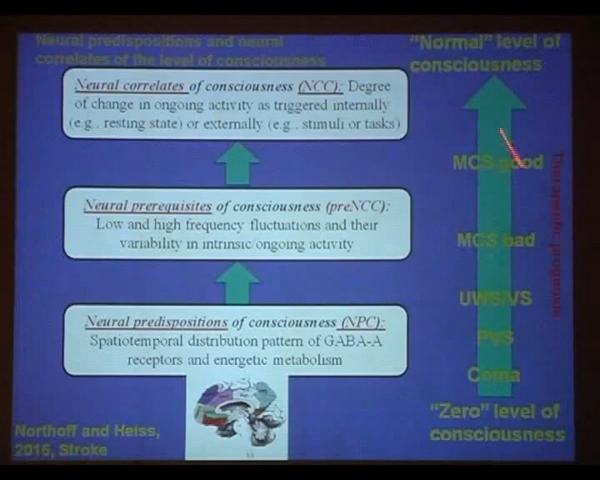 Neural predispositions and neural
correlates of the level of consciousness
"Normal" level of
consciousness
Neural correlates of consciousness (NCC): Degree
of change in ongoing activity as triggered internally
(e.g., resting state) or externally (e.g., stimuli or tasks)
Neural prerequisites of consciousness (preNCC):
Low and high frequency fluctuations and their
variability in intrinsic/ongoing activity
Neural predispositions of consciousness (NPC):
Spatiotemporal distribution pattern of GABA-A
receptors and energetic metabolism
MCS good
MCS bad
UWS/VS
PVS
Coma
"Zero" level of
consciousness
Therapeutic prognosis
Northoff and Heiss,
2015, Stroke